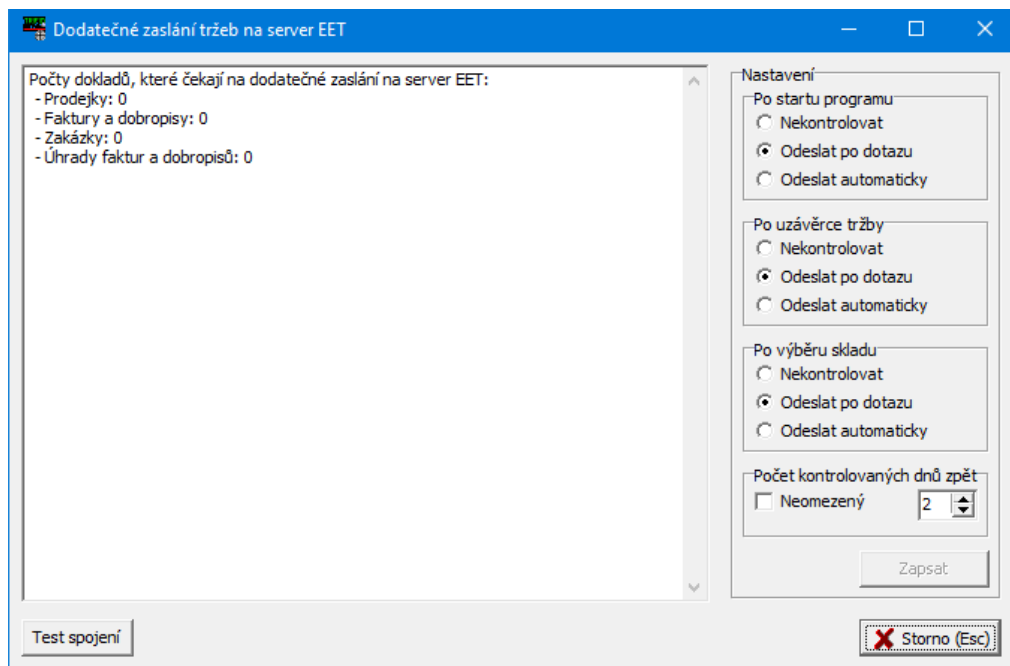 Dodatečné zaslání tržeb na server EET
Počty dokladů, které čekají na dodatečné zaslání na server EET:
- Prodejky: 0
- Faktury a dobropisy: 0
- Zakázky: 0
- Úhrady faktur a dobropisů: 0
Nastavení
Po startu programu
Nekontrolovat
Odeslat po dotazu
Odeslat automaticky
Po uzávěrce tržby
Nekontrolovat
Odeslat po dotazu
Odeslat automaticky
Po výběru skladu
Nekontrolovat
Odeslat po dotazu
Odeslat automaticky
Počet kontrolovaných dnů zpět
Neomezený 2
Zapsat
Test spojení
Storno (Esc)